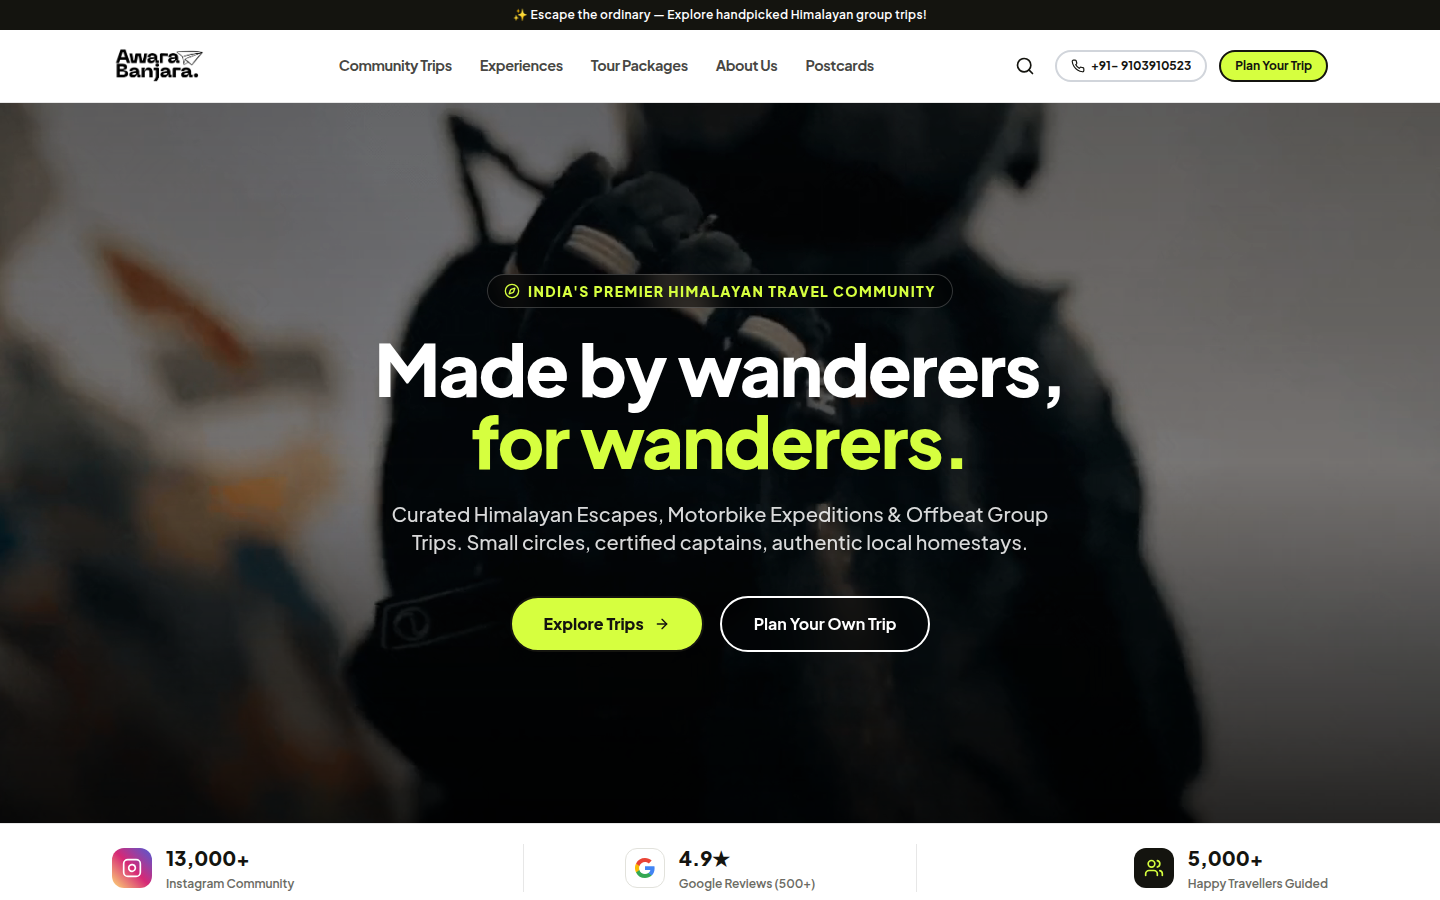 ✨ Escape the ordinary — Explore handpicked Himalayan group trips!
Awara
Banjara.
Community Trips Experiences Tour Packages About Us Postcards
+91- 9103910523
Plan Your Trip
INDIA'S PREMIER HIMALAYAN TRAVEL COMMUNITY
Made by wanderers,
for wanderers.
Curated Himalayan Escapes, Motorbike Expeditions & Offbeat Group
Trips. Small circles, certified captains, authentic local homestays.
Explore Trips →
Plan Your Own Trip
13,000+
Instagram Community
4.9★
Google Reviews (500+)
5,000+
Happy Travellers Guided